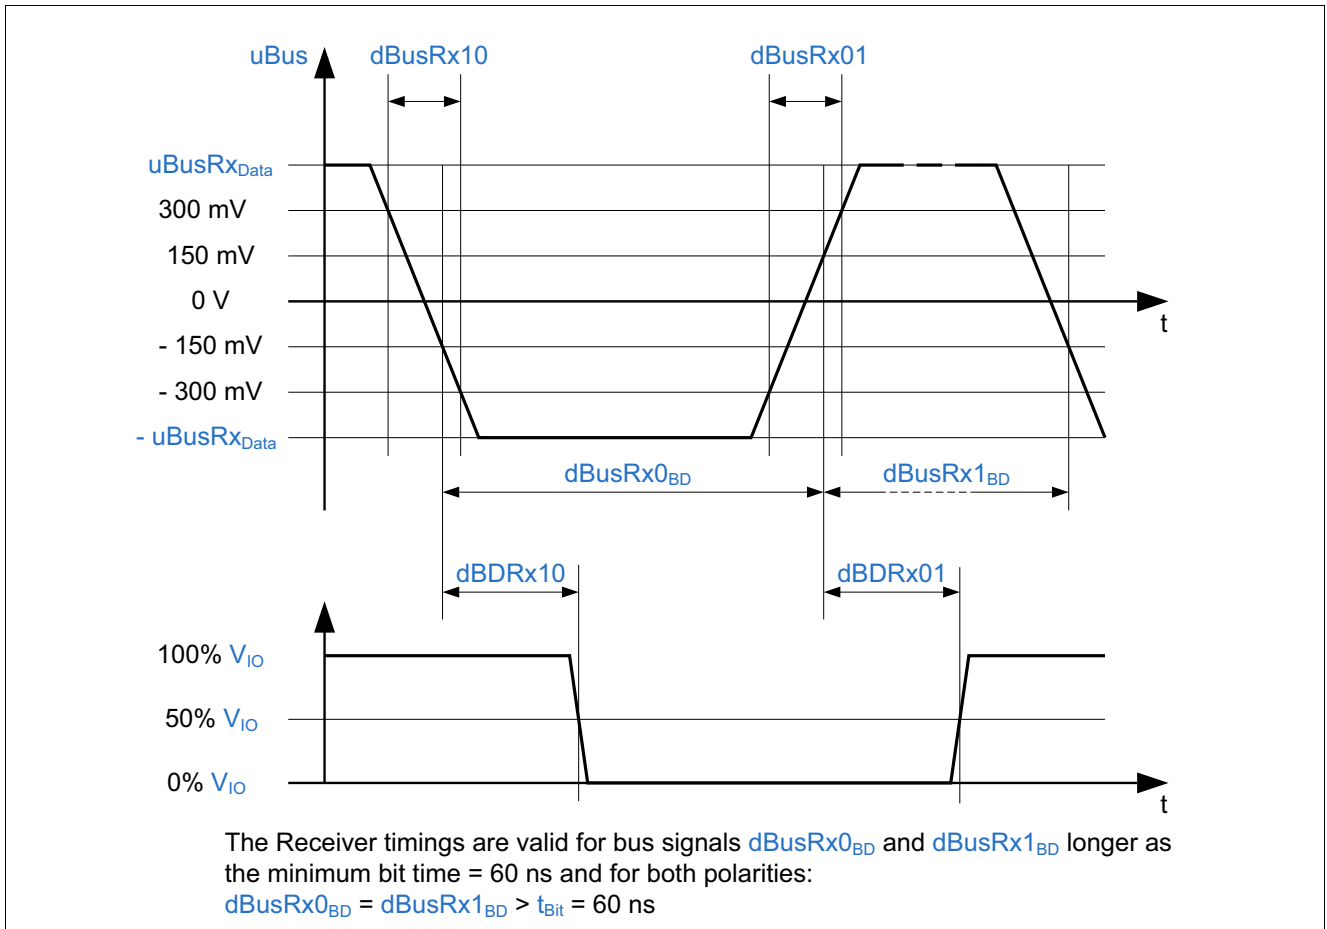 uBus dBusRx10 dBusRx01
uBusRxData
300 mV
150 mV
0 V
t
- 150 mV
- 300 mV
- uBusRxData
dBusRx0BD dBusRx1BD
dBDRx10 dBDRx01
100% VIO
50% VIO
0% VIO
t
The Receiver timings are valid for bus signals dBusRx0BD and dBusRx1BD longer as
the minimum bit time = 60 ns and for both polarities:
dBusRx0BD = dBusRx1BD > tBit = 60 ns